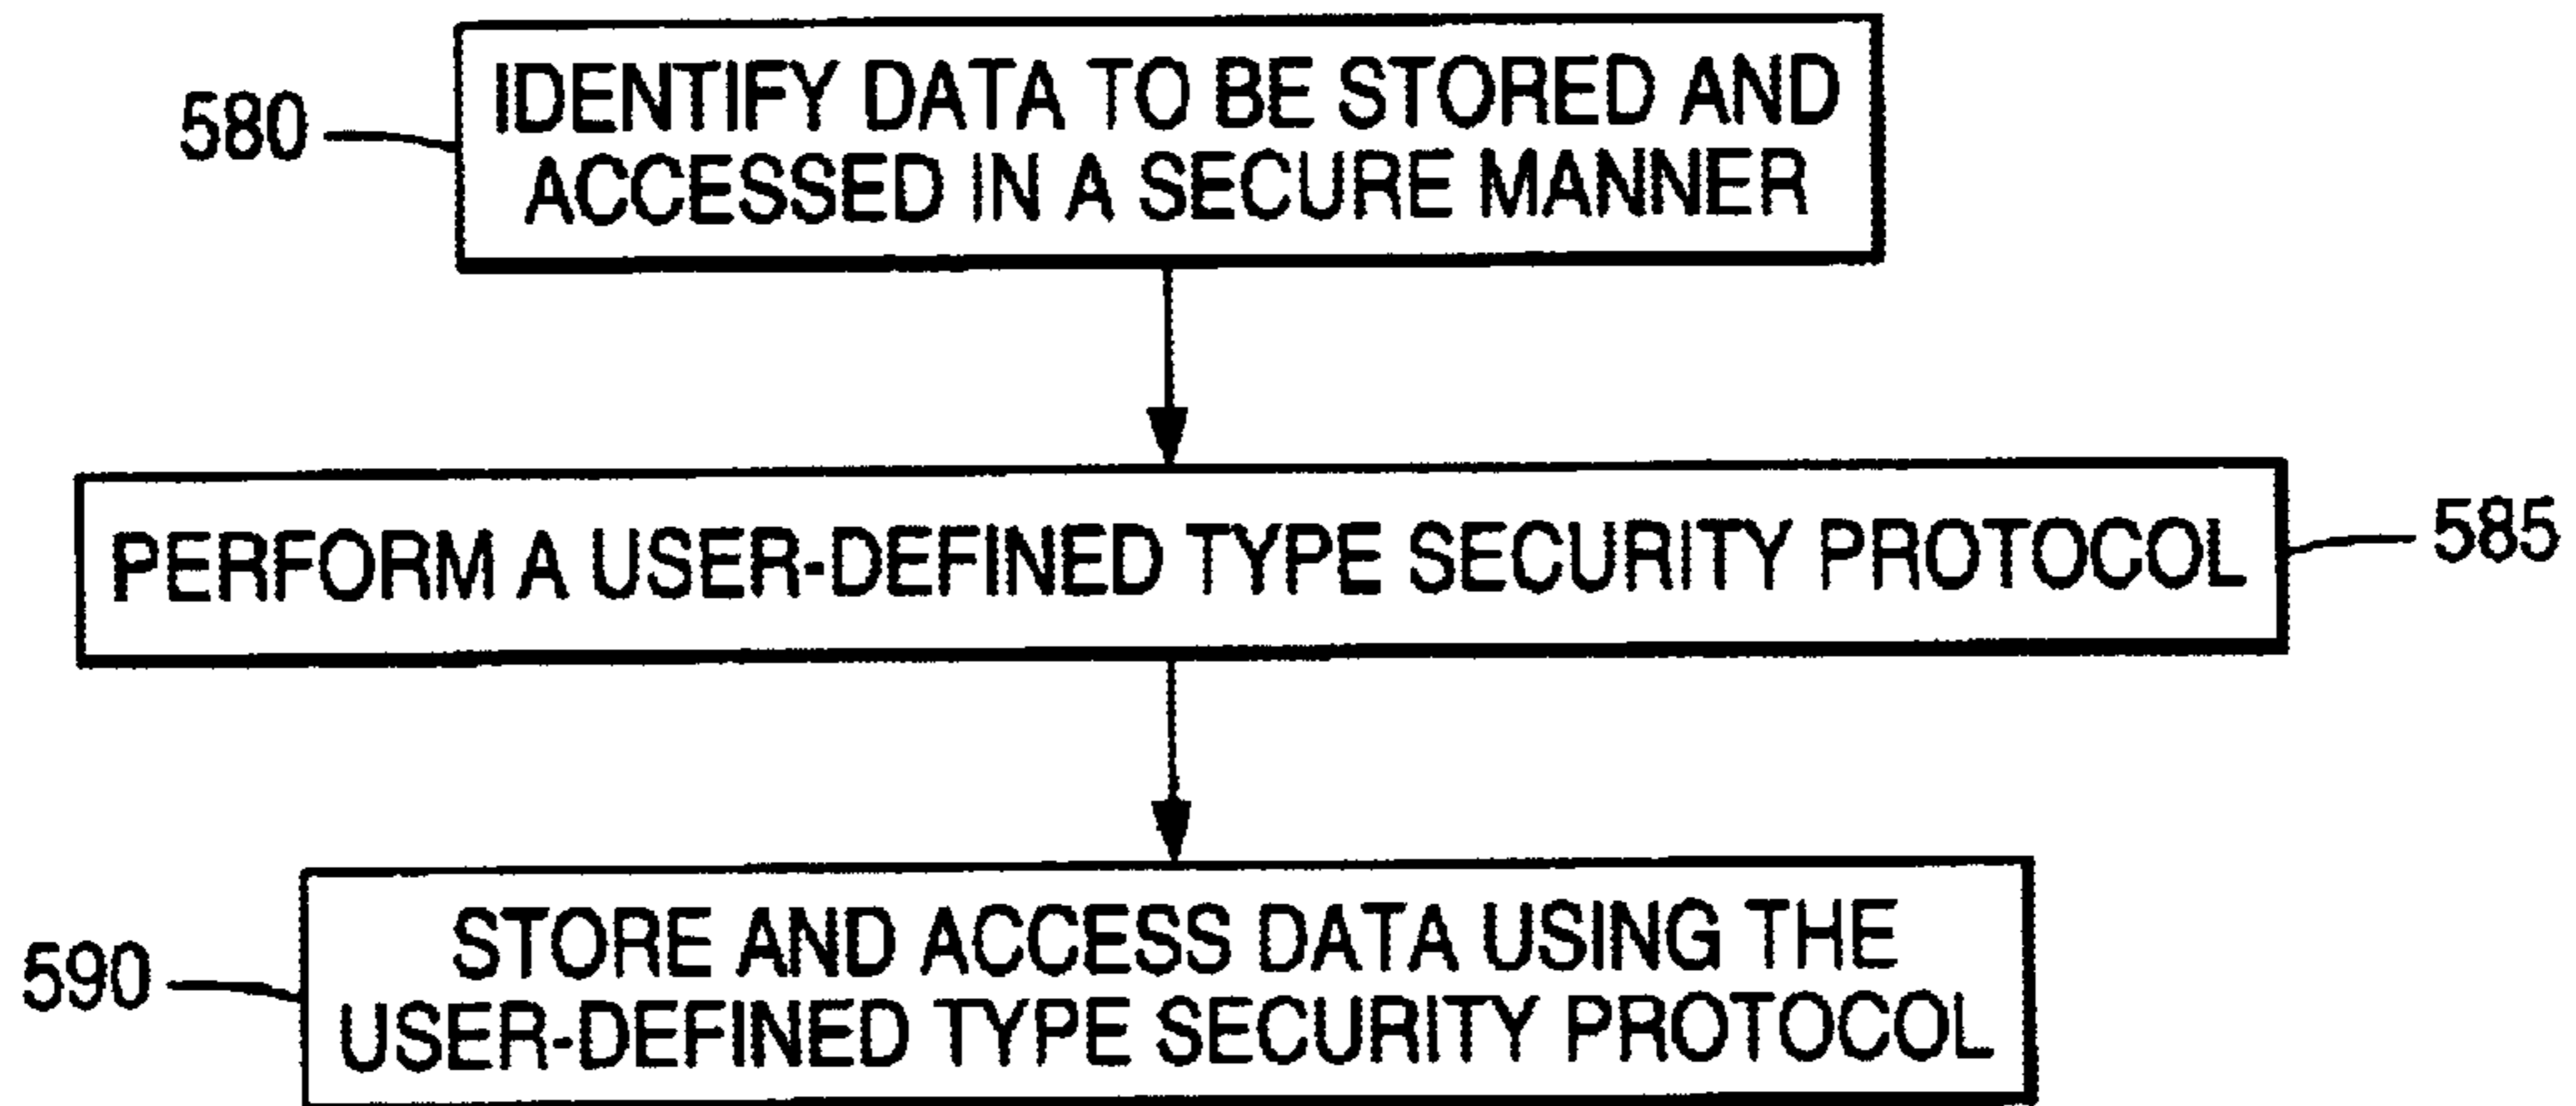 580
IDENTIFY DATA TO BE STORED AND
ACCESSED IN A SECURE MANNER
PERFORM A USER-DEFINED TYPE SECURITY PROTOCOL
585
590
STORE AND ACCESS DATA USING THE
USER-DEFINED TYPE SECURITY PROTOCOL